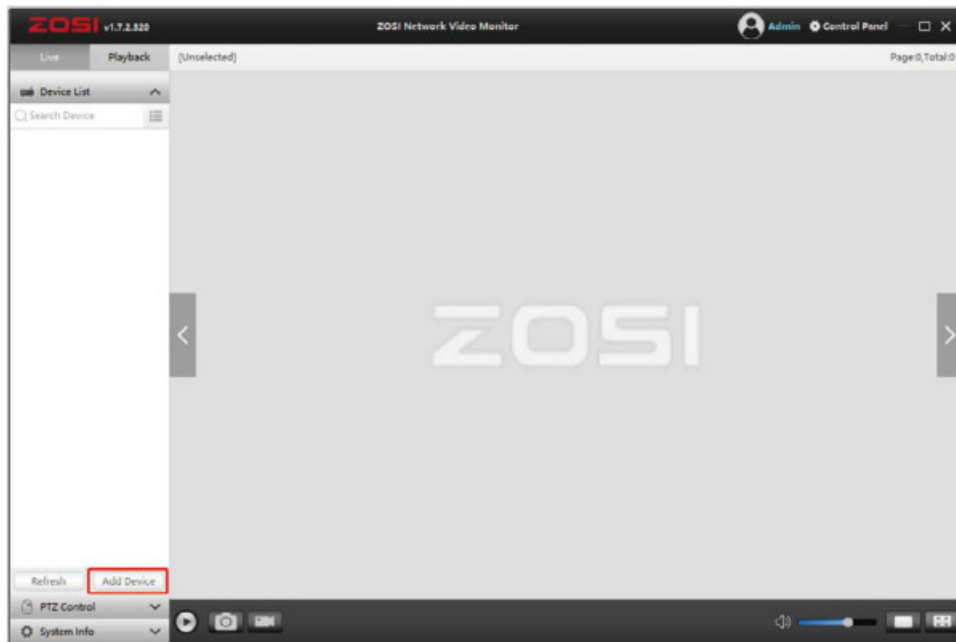 ZOSI v1.7.2.820 ZOSI Network Video Monitor Admin Control Panel
Live Playback [Unselected] Page:0,Total:0
Device List
Search Device
ZOSI
Refresh Add Device
PTZ Control
System Info